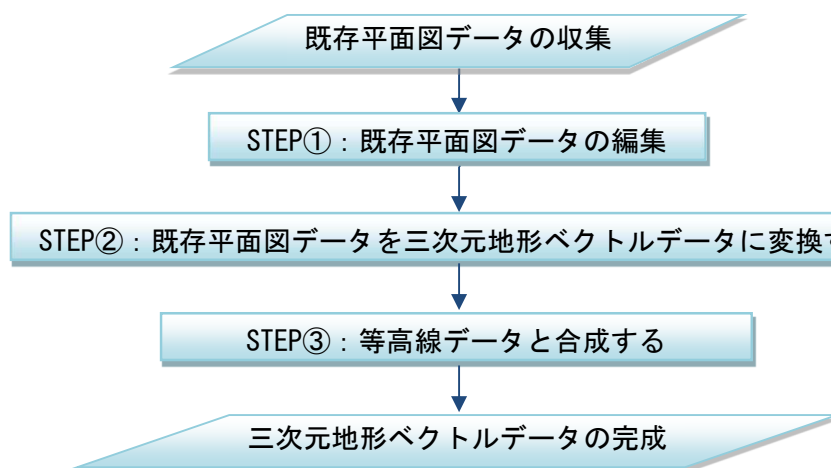 既存平面図データの収集
STEP①：既存平面図データの編集
STEP②：既存平面図データを三次元地形ベクトルデータに変換す
STEP③：等高線データと合成する
三次元地形ベクトルデータの完成